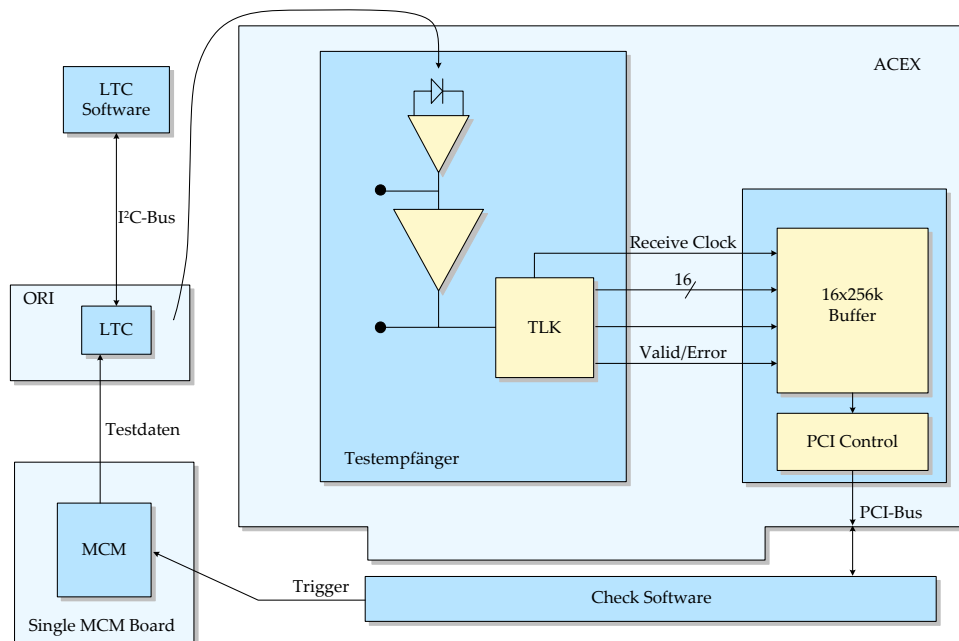 ACEX
LTC
Software
I²C-Bus
Receive Clock
16
16x256k
Buffer
ORI
LTC
TLK
Valid/Error
Testdaten
PCI Control
Testempfänger
PCI-Bus
MCM
Trigger
Check Software
Single MCM Board